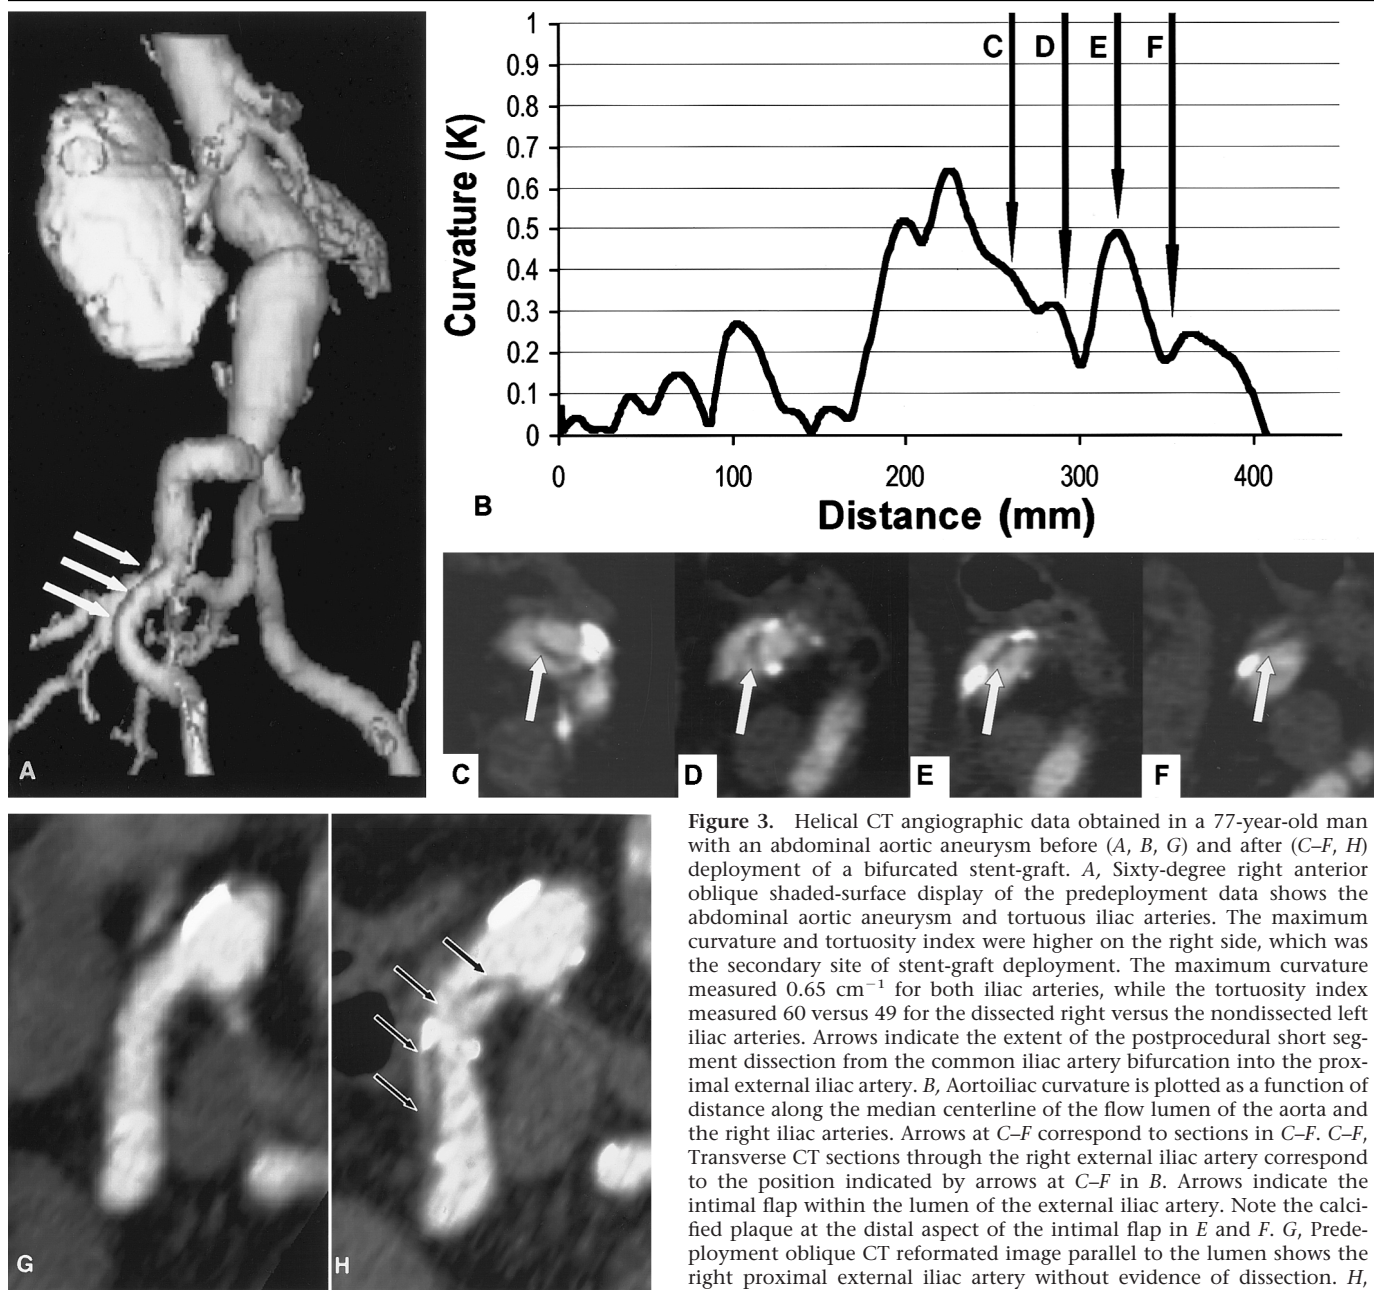 A
1
0.9
0.8
0.7
0.6
0.5
0.4
0.3
0.2
0.1
0
Curvature (K)
C
D
E
F
0
100
200
300
400
Distance (mm)
B
C
D
E
F
G
H
Figure 3. Helical CT angiographic data obtained in a 77-year-old man
with an abdominal aortic aneurysm before (A, B, G) and after (C–F, H)
deployment of a bifurcated stent-graft. A, Sixty-degree right anterior
oblique shaded-surface display of the predeployment data shows the
abdominal aortic aneurysm and tortuous iliac arteries. The maximum
curvature and tortuosity index were higher on the right side, which was
the secondary site of stent-graft deployment. The maximum curvature
measured 0.65 cm⁻¹ for both iliac arteries, while the tortuosity index
measured 60 versus 49 for the dissected right versus the nondissected left
iliac arteries. Arrows indicate the extent of the postprocedural short seg-
ment dissection from the common iliac artery bifurcation into the prox-
imal external iliac artery. B, Aortoiliac curvature is plotted as a function of
distance along the median centerline of the flow lumen of the aorta and
the right iliac arteries. Arrows at C–F correspond to sections in C–F. C–F,
Transverse CT sections through the right external iliac artery correspond
to the position indicated by arrows at C–F in B. Arrows indicate the
intimal flap within the lumen of the external iliac artery. Note the calci-
fied plaque at the distal aspect of the intimal flap in E and F. G, Prede-
ployment oblique CT reformated image parallel to the lumen shows the
right proximal external iliac artery without evidence of dissection. H,